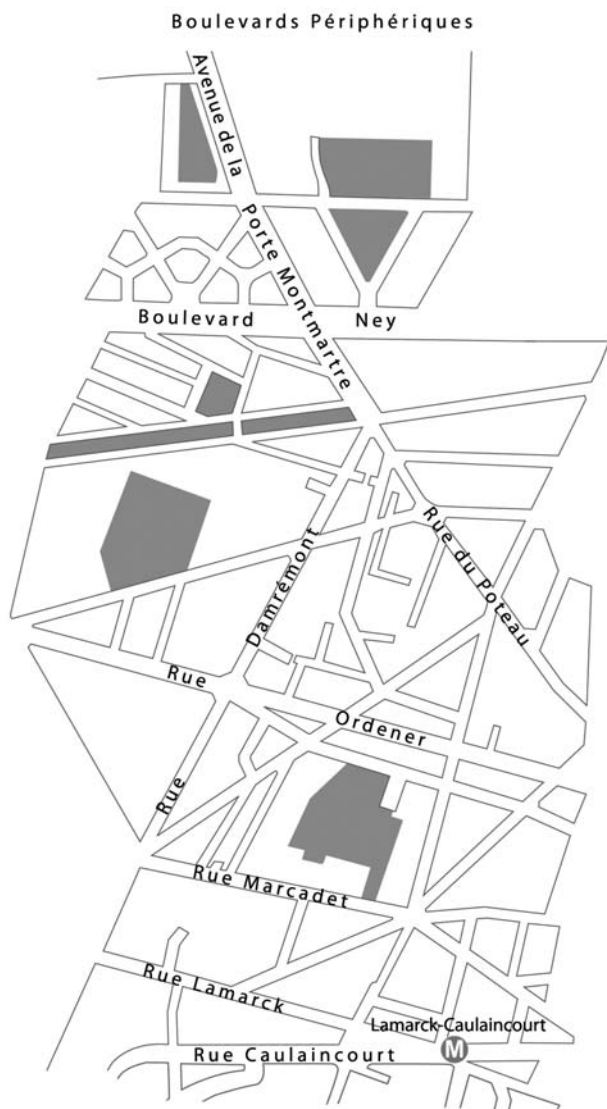 Boulevards Périphériques
Avenue de la Porte Montmartre
Boulevard Ney
Rue du Poteau
Rue Damrémont
Rue Ordener
Rue Marcadet
Rue Lamarck
Lamarck-Caulaincourt
M
Rue Caulaincourt